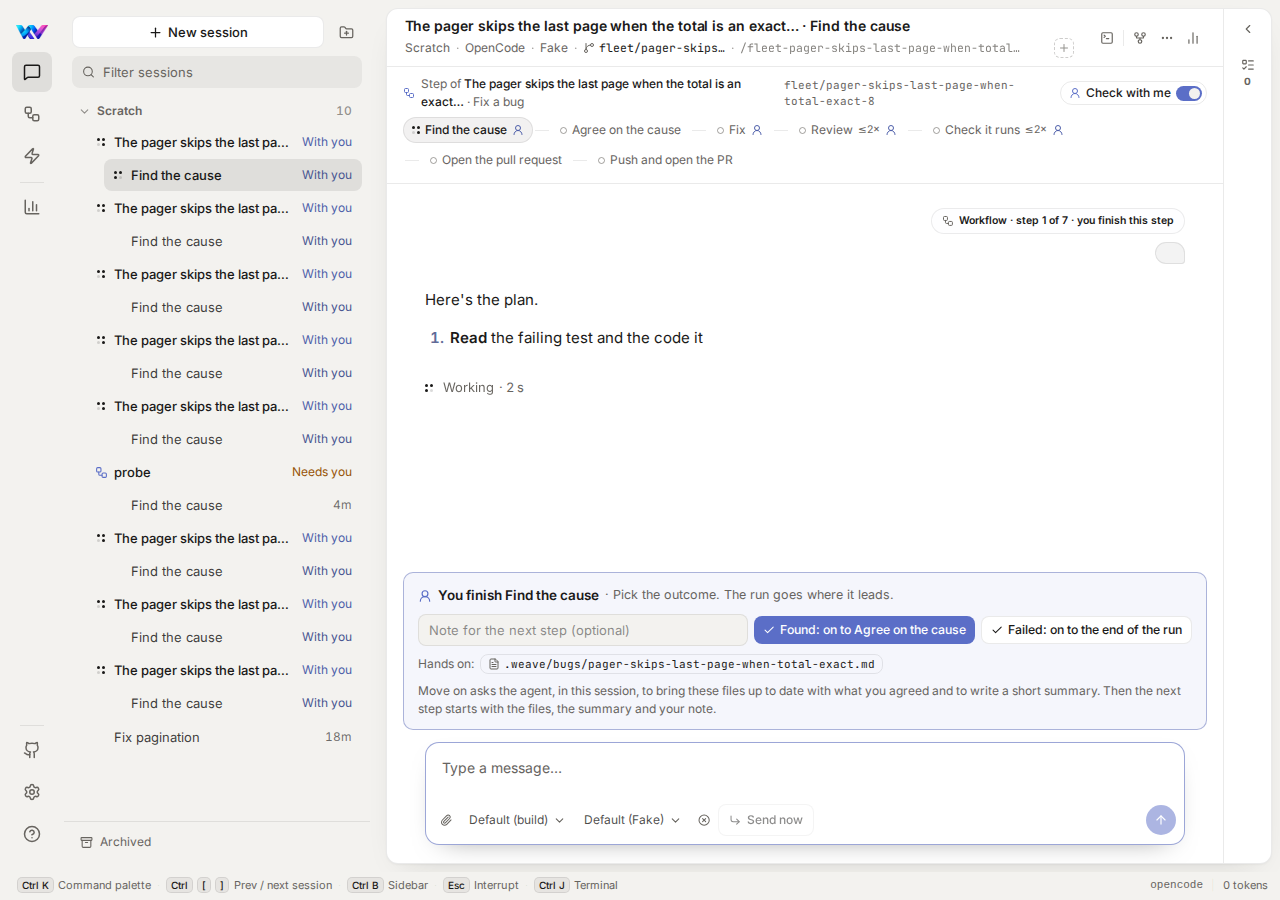 New session
Filter sessions
Scratch 10
The pager skips the last pa... With you
Find the cause With you
The pager skips the last pa... With you
Find the cause With you
The pager skips the last pa... With you
Find the cause With you
The pager skips the last pa... With you
Find the cause With you
The pager skips the last pa... With you
Find the cause With you
probe Needs you
Find the cause 4m
The pager skips the last pa... With you
Find the cause With you
The pager skips the last pa... With you
Find the cause With you
The pager skips the last pa... With you
Find the cause With you
Fix pagination 18m
Archived
The pager skips the last page when the total is an exact... · Find the cause
Scratch · OpenCode · Fake · fleet/pager-skips… · /fleet-pager-skips-last-page-when-total…
Step of The pager skips the last page when the total is an exact... · Fix a bug
fleet/pager-skips-last-page-when-total-exact-8
Check with me
Find the cause
Agree on the cause
Fix
Review ≤2×
Check it runs ≤2×
Open the pull request
Push and open the PR
0
Workflow · step 1 of 7 · you finish this step
Here's the plan.
1. Read the failing test and the code it
Working · 2 s
You finish Find the cause · Pick the outcome. The run goes where it leads.
Note for the next step (optional)
Found: on to Agree on the cause
Failed: on to the end of the run
Hands on: .weave/bugs/pager-skips-last-page-when-total-exact.md
Move on asks the agent, in this session, to bring these files up to date with what you agreed and to write a short summary. Then the next
step starts with the files, the summary and your note.
Type a message...
Default (build) Default (Fake) Send now
Ctrl K Command palette Ctrl [ ] Prev / next session Ctrl B Sidebar Esc Interrupt Ctrl J Terminal
opencode 0 tokens